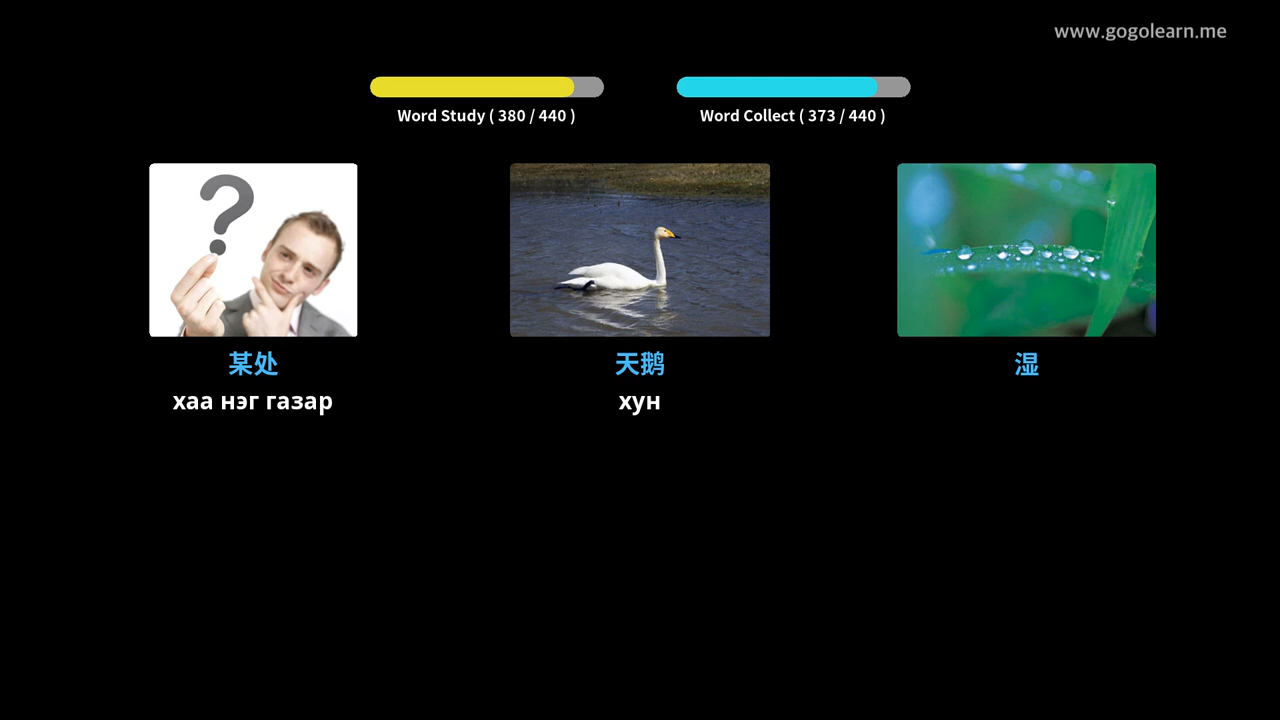 www.gogolearn.me
Word Study ( 380 / 440 )
Word Collect ( 373 / 440 )
?
某处
天鹅
湿
хаа нэг газар
хун